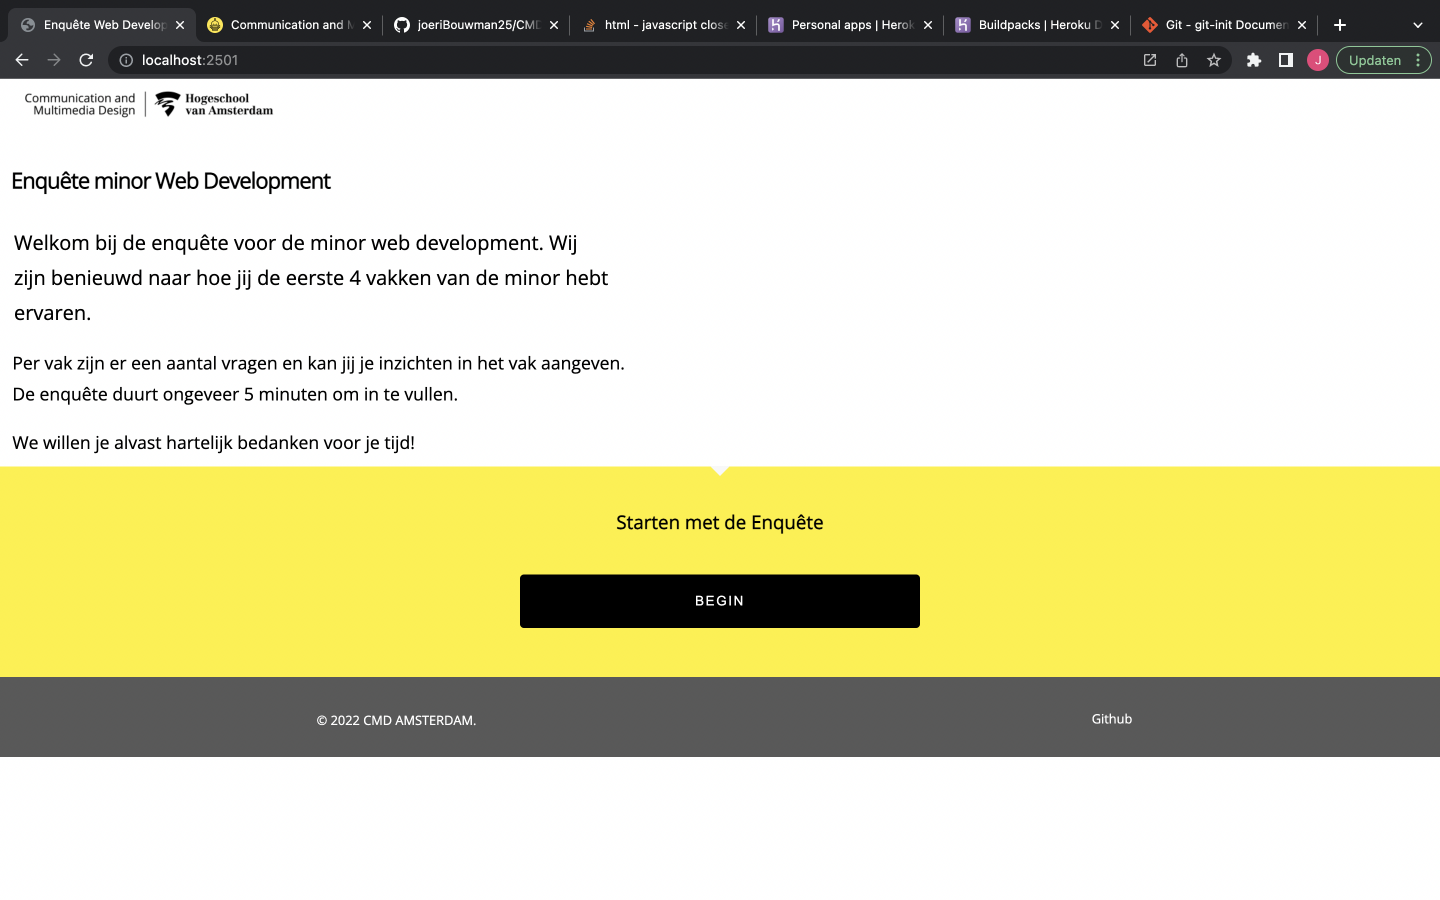 Enquête Web Develop
Communication and M
joeriBouwman25/CMD
html - javascript close
Personal apps | Herok
Buildpacks | Heroku D
Git - git-init Documen
localhost:2501
J
Updaten
Communication and
Multimedia Design
Hogeschool
van Amsterdam
Enquête minor Web Development
Welkom bij de enquête voor de minor web development. Wij
zijn benieuwd naar hoe jij de eerste 4 vakken van de minor hebt
ervaren.
Per vak zijn er een aantal vragen en kan jij je inzichten in het vak aangeven.
De enquête duurt ongeveer 5 minuten om in te vullen.
We willen je alvast hartelijk bedanken voor je tijd!
Starten met de Enquête
BEGIN
© 2022 CMD AMSTERDAM.
Github